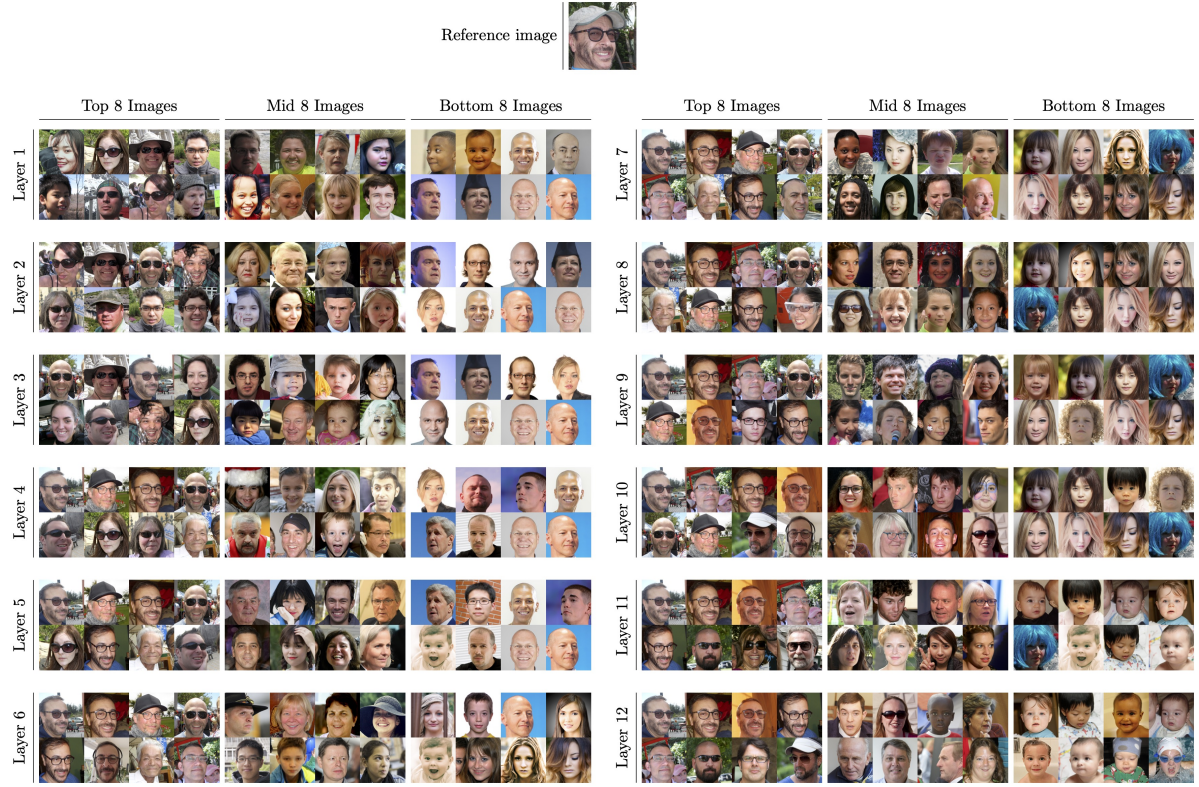 Reference image
Top 8 Images Mid 8 Images Bottom 8 Images Top 8 Images Mid 8 Images Bottom 8 Images
Layer 1 Layer 7
Layer 2 Layer 8
Layer 3 Layer 9
Layer 4 Layer 10
Layer 5 Layer 11
Layer 6 Layer 12